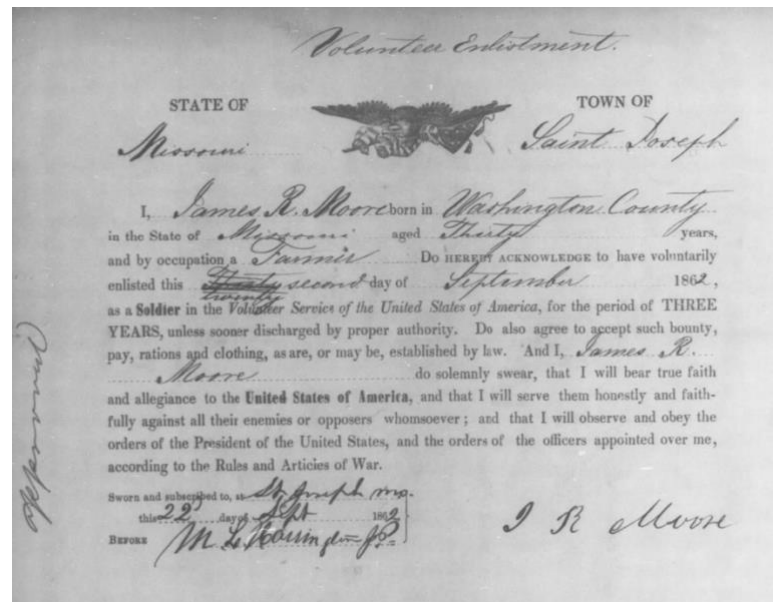 Volunteer Enlistment.
STATE OF
TOWN OF
Missouri
Saint Joseph
I, James R. Moore born in Washington County
in the State of Missouri aged Thirty years,
and by occupation a Farmer Do HEREBY ACKNOWLEDGE to have voluntarily
enlisted this Thirty second day of September 1862,
twenty
as a Soldier in the Volunteer Service of the United States of America, for the period of THREE
YEARS, unless sooner discharged by proper authority. Do also agree to accept such bounty,
pay, rations and clothing, as are, or may be, established by law. And I, James R.
Moore do solemnly swear, that I will bear true faith
and allegiance to the United States of America, and that I will serve them honestly and faith-
fully against all their enemies or opposers whomsoever; and that I will observe and obey the
orders of the President of the United States, and the orders of the officers appointed over me,
according to the Rules and Articles of War.
Sworn and subscribed to, at St. Joseph Mo.
this 22d day of Sept 1862
BEFORE M
J R Moore